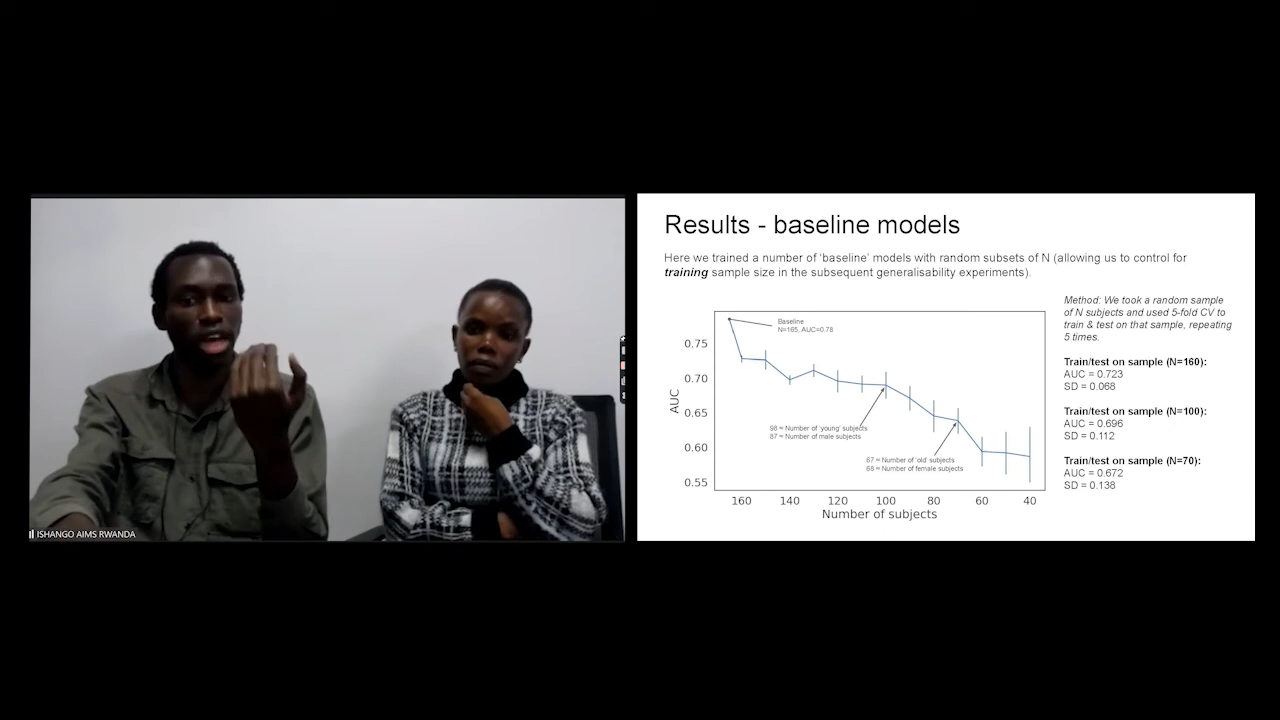 ISHANGO AIMS RWANDA
Results - baseline models
Here we trained a number of ‘baseline’ models with random subsets of N (allowing us to control for
training sample size in the subsequent generalisability experiments).
Baseline
N=165, AUC=0.78
0.75
0.70
0.65
0.60
0.55
AUC
98 = Number of 'young' subjects
87 = Number of male subjects
67 = Number of 'old' subjects
68 = Number of female subjects
160
140
120
100
80
60
40
Number of subjects
Method: We took a random sample
of N subjects and used 5-fold CV to
train & test on that sample, repeating
5 times.
Train/test on sample (N=160):
AUC = 0.723
SD = 0.068
Train/test on sample (N=100):
AUC = 0.696
SD = 0.112
Train/test on sample (N=70):
AUC = 0.672
SD = 0.138